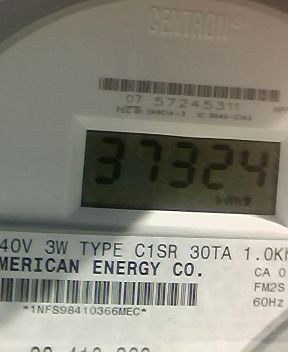 CENTRON®
07 57245311
37324
kWh
40V 3W TYPE C1SR 30TA 1.0Kh
MERICAN ENERGY CO.
CA 0
FM2S
60Hz
*1NFS98410366MEC*